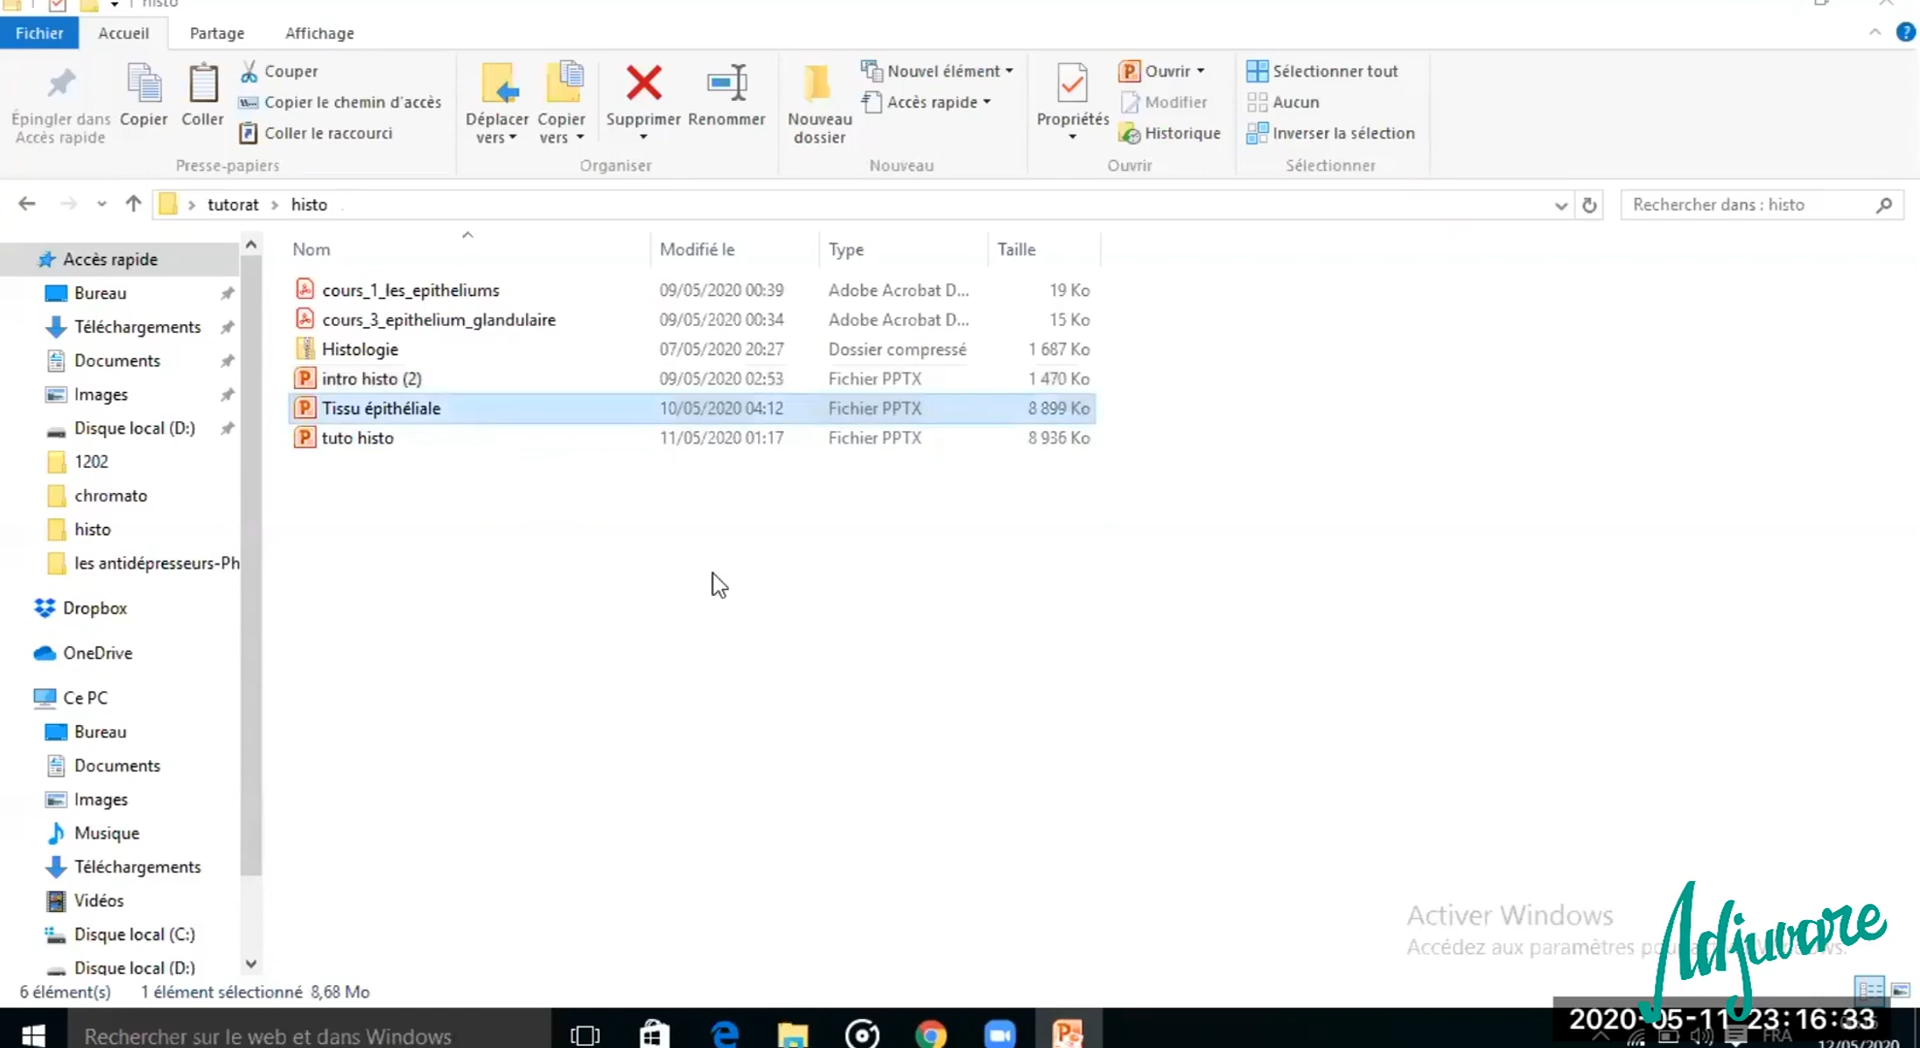 histo
Fichier Accueil Partage Affichage
Épingler dans Accès rapide
Copier
Coller
Couper
Copier le chemin d'accès
Coller le raccourci
Presse-papiers
Déplacer vers
Copier vers
Supprimer
Renommer
Organiser
Nouveau dossier
Nouvel élément
Accès rapide
Nouveau
Propriétés
Ouvrir
Modifier
Historique
Ouvrir
Sélectionner tout
Aucun
Inverser la sélection
Sélectionner
tutorat > histo
Rechercher dans : histo
Nom Modifié le Type Taille
cours_1_les_epitheliums 09/05/2020 00:39 Adobe Acrobat D... 19 Ko
cours_3_epithelium_glandulaire 09/05/2020 00:34 Adobe Acrobat D... 15 Ko
Histologie 07/05/2020 20:27 Dossier compressé 1 687 Ko
intro histo (2) 09/05/2020 02:53 Fichier PPTX 1 470 Ko
Tissu épithéliale 10/05/2020 04:12 Fichier PPTX 8 899 Ko
tuto histo 11/05/2020 01:17 Fichier PPTX 8 936 Ko
Accès rapide
Bureau
Téléchargements
Documents
Images
Disque local (D:)
1202
chromato
histo
les antidépresseurs-Ph
Dropbox
OneDrive
Ce PC
Bureau
Documents
Images
Musique
Téléchargements
Vidéos
Disque local (C:)
Disque local (D:)
Activer Windows
Accédez aux paramètres
Adjuvare
6 élément(s) 1 élément sélectionné 8,68 Mo
Rechercher sur le web et dans Windows
2020-05-11 23:16:33
FRA
12/05/2020